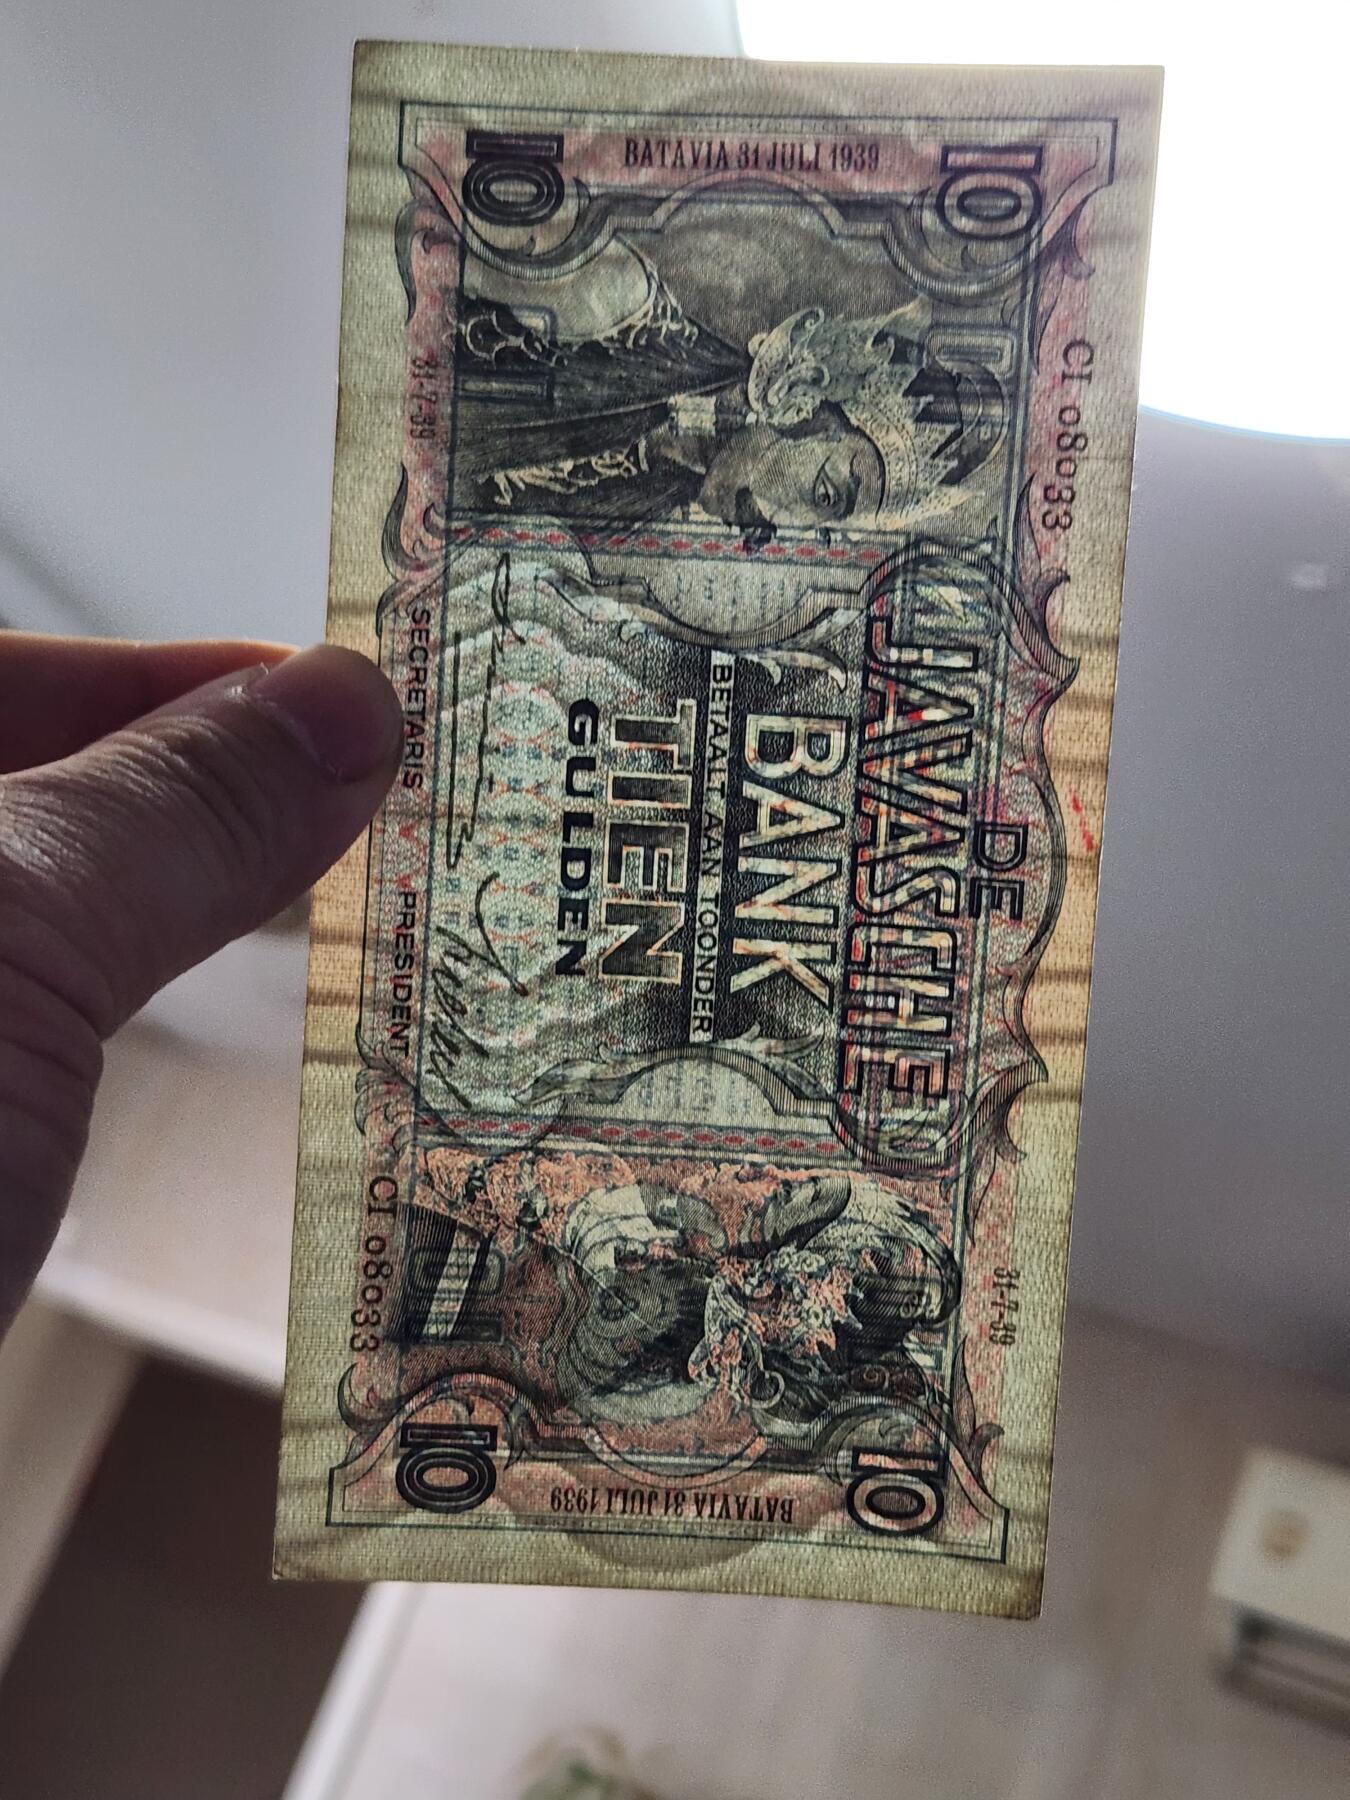 BATAVIA 31 JULI 1939
10
10
CI 08033
31-7-39
DE
JAVASCHE
BANK
BETAALT AAN TOONDER
TIEN
GULDEN
SECRETARIS
PRESIDENT
31-7-39
CI 08033
10
10
BATAVIA 31 JULI 1939